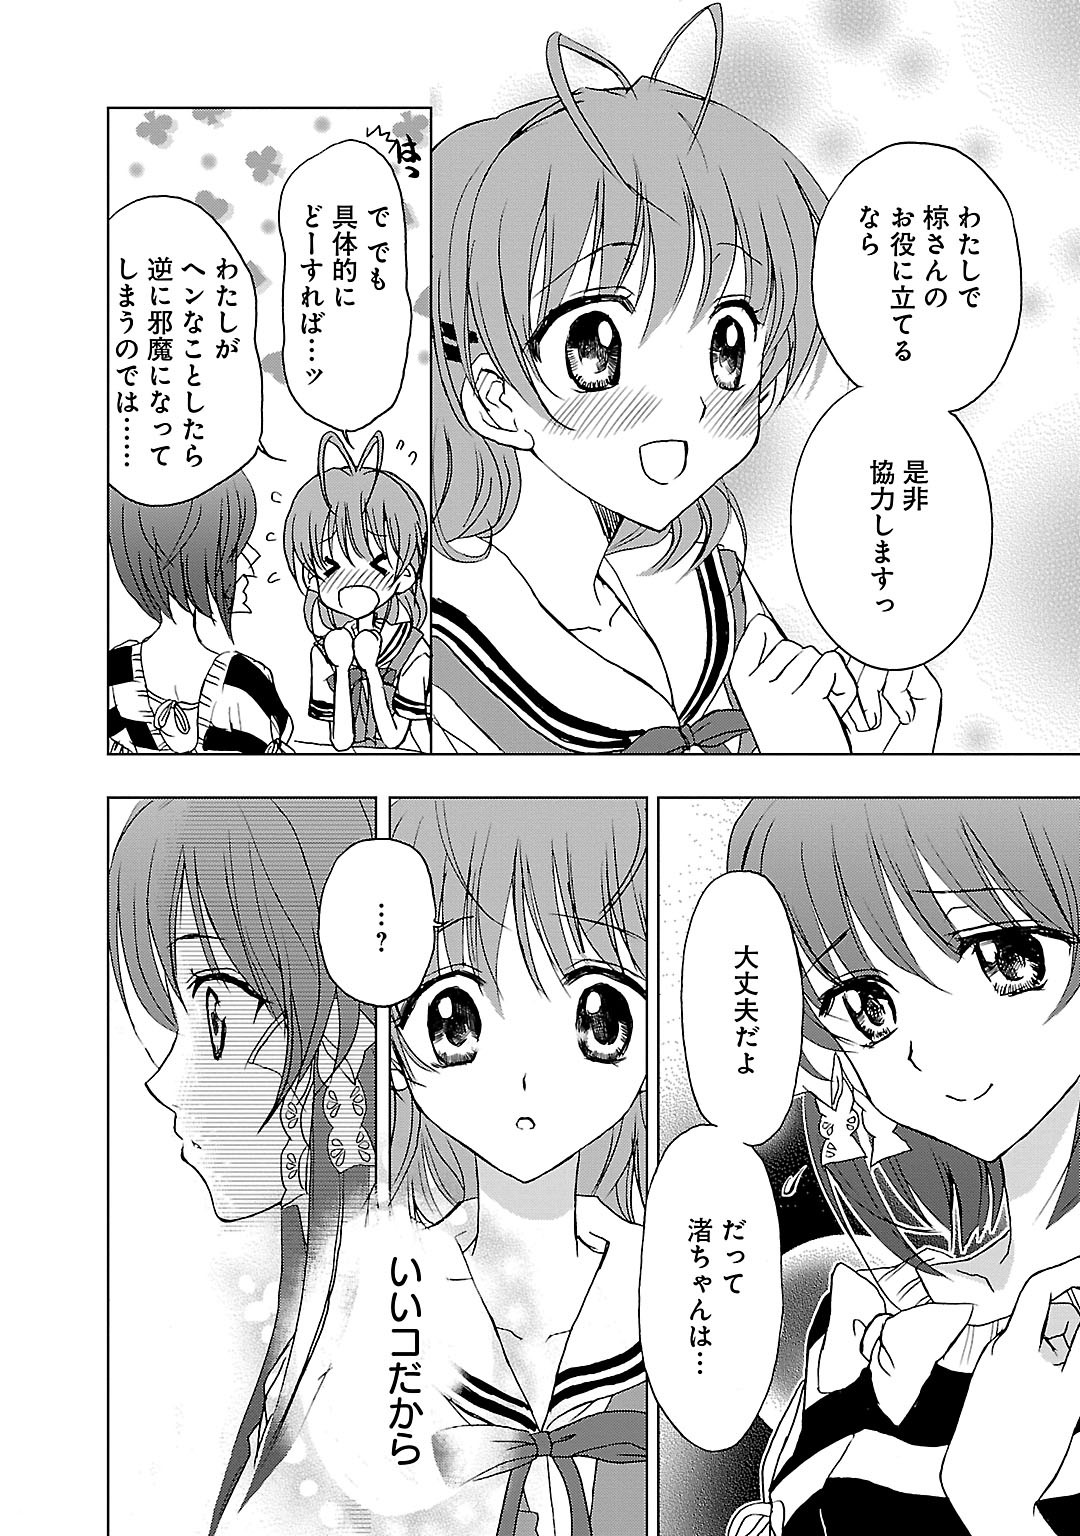 わたしで
椋さんの
お役に立てる
なら
是非
協力しますっ
は、
で でも
具体的に
どーすれば…ッ
わたしが
ヘンなことしたら
逆に邪魔になって
しまうのでは……
大丈夫だよ
だって
渚ちゃんは…
…?
いいコだから